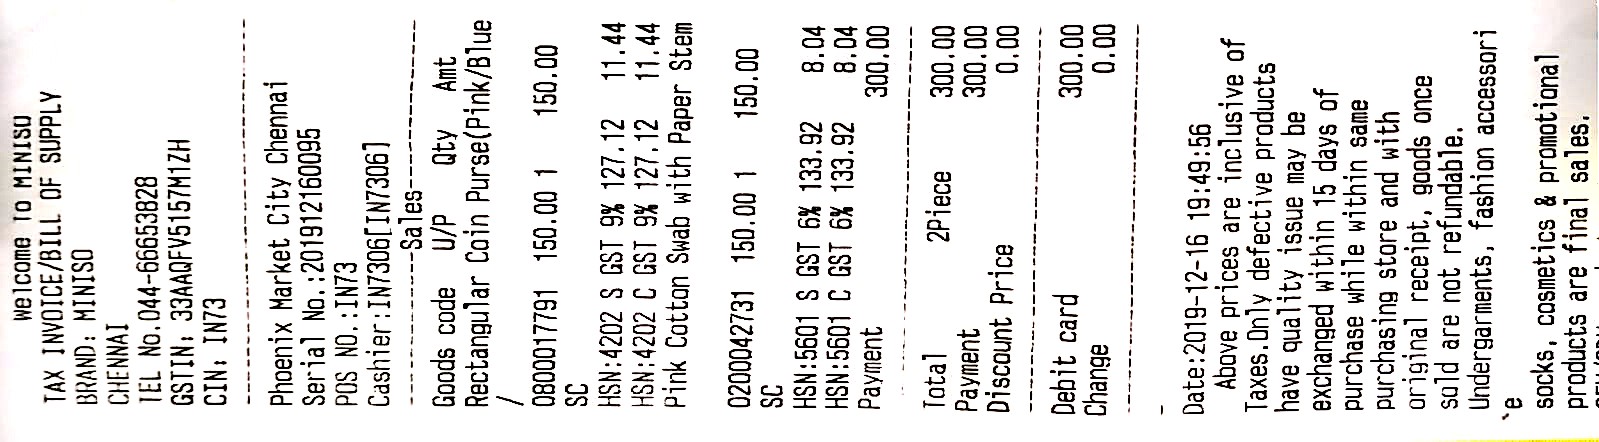 Welcome to MINISO
TAX INVOICE/BILL OF SUPPLY
BRAND: MINISO
CHENNAI
TEL No.044-66653828
GSTIN: 33AAQFV5157M1ZH
CIN: IN73
--------------------------------
Phoenix Market City Chennai
Serial No.:201912160095
POS NO.:IN73
Cashier:IN7306[IN7306]
-------------Sales--------------
Goods code U/P Qty Amt
Rectangular Coin Purse(Pink/Blue
/
0800017791 150.00 1 150.00
SC
HSN:4202 S GST 9% 127.12 11.44
HSN:4202 C GST 9% 127.12 11.44
Pink Cotton Swab with Paper Stem
0200042731 150.00 1 150.00
SC
HSN:5601 S GST 6% 133.92 8.04
HSN:5601 C GST 6% 133.92 8.04
Payment 300.00
--------------------------------
Total 2Piece 300.00
Payment 300.00
Discount Price 0.00
--------------------------------
Debit card 300.00
Change 0.00
--------------------------------
-
Date:2019-12-16 19:49:56
Above prices are inclusive of
Taxes.Only defective products
have quality issue may be
exchanged within 15 days of
purchase while within same
purchasing store and with
original receipt, goods once
sold are not refundable.
Undergarments, fashion accessori
e
socks, cosmetics & promotional
products are final sales.